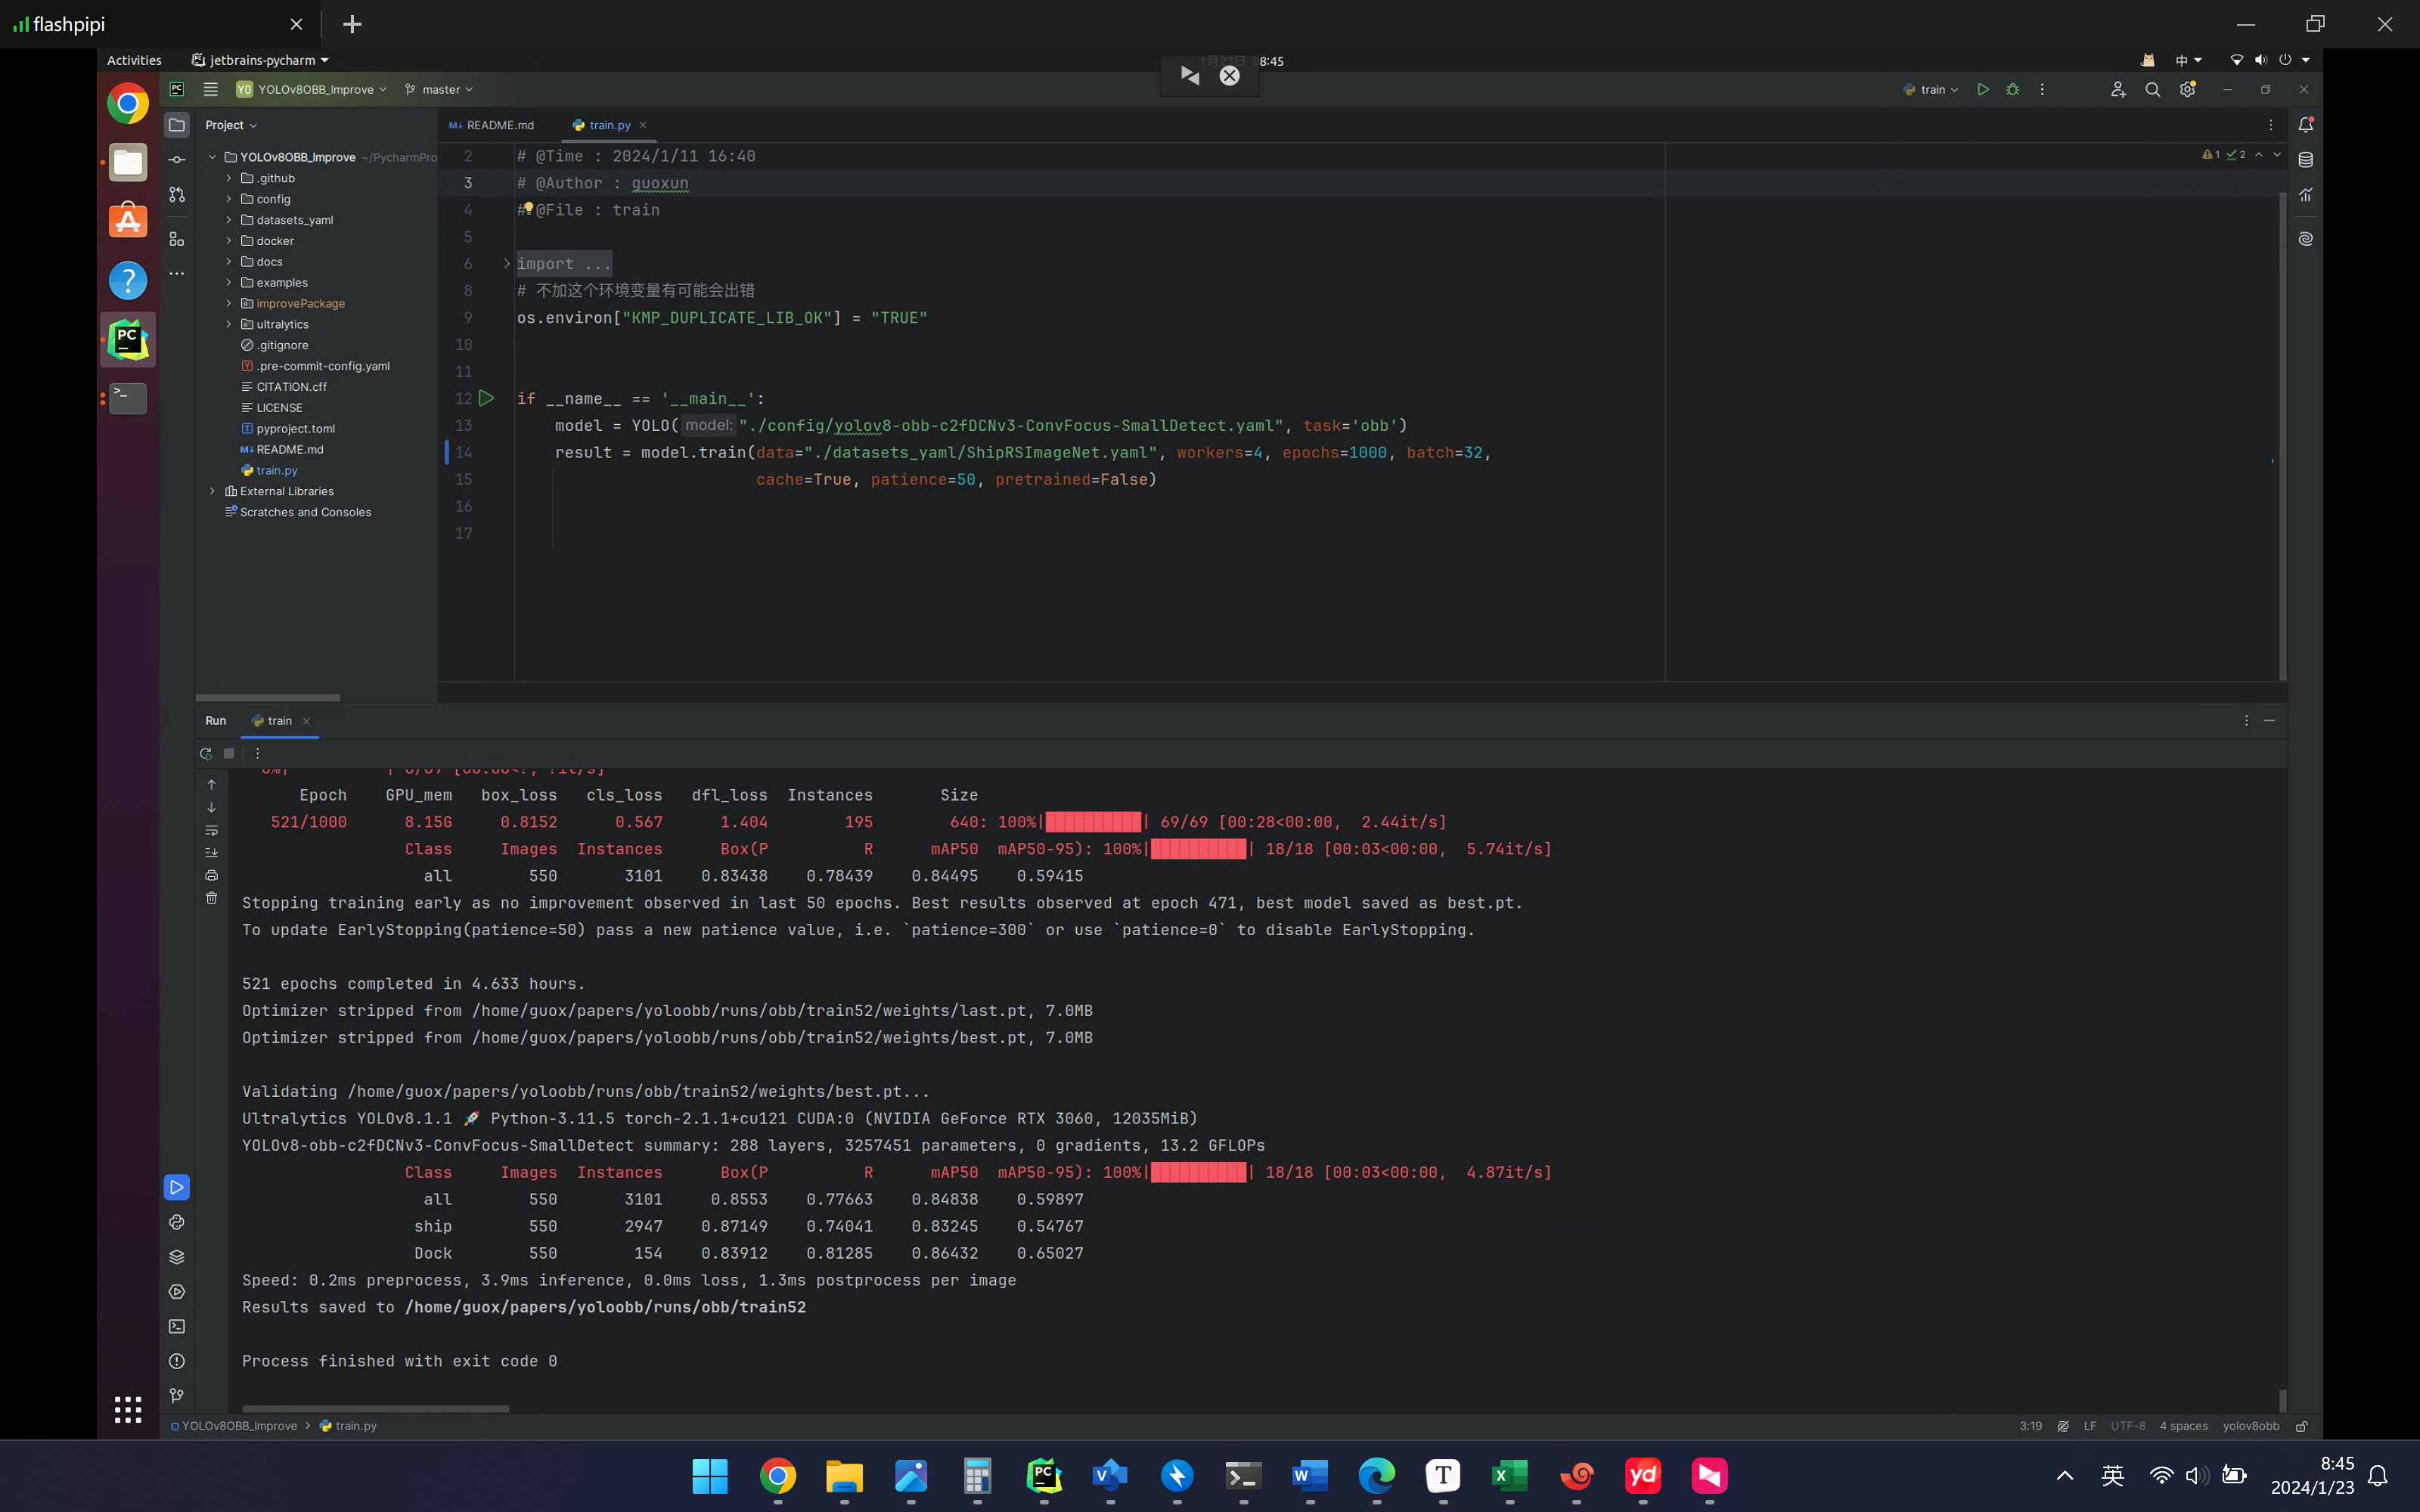 flashpipi
Activities
jetbrains-pycharm
1月23日 08:45
中
PC
YO
YOLOv8OBB_Improve
master
train
Project
README.md
train.py
YOLOv8OBB_Improve ~/PycharmPro
.github
config
datasets_yaml
docker
docs
examples
improvePackage
ultralytics
.gitignore
.pre-commit-config.yaml
CITATION.cff
LICENSE
pyproject.toml
README.md
train.py
External Libraries
Scratches and Consoles
1 2
2 # @Time : 2024/1/11 16:40
3 # @Author : guoxun
4 # @File : train
5
6 import ...
8 # 不加这个环境变量有可能会出错
9 os.environ["KMP_DUPLICATE_LIB_OK"] = "TRUE"
10
11
12 if __name__ == '__main__':
13 model = YOLO( model: "./config/yolov8-obb-c2fDCNv3-ConvFocus-SmallDetect.yaml", task='obb')
14 result = model.train(data="./datasets_yaml/ShipRSImageNet.yaml", workers=4, epochs=1000, batch=32,
15 cache=True, patience=50, pretrained=False)
16
17
Run
train
0%| | 0/69 [00:00<?, ?it/s]
Epoch GPU_mem box_loss cls_loss dfl_loss Instances Size
521/1000 8.15G 0.8152 0.567 1.404 195 640: 100%|██████████| 69/69 [00:28<00:00, 2.44it/s]
Class Images Instances Box(P R mAP50 mAP50-95): 100%|██████████| 18/18 [00:03<00:00, 5.74it/s]
all 550 3101 0.83438 0.78439 0.84495 0.59415
Stopping training early as no improvement observed in last 50 epochs. Best results observed at epoch 471, best model saved as best.pt.
To update EarlyStopping(patience=50) pass a new patience value, i.e. `patience=300` or use `patience=0` to disable EarlyStopping.
521 epochs completed in 4.633 hours.
Optimizer stripped from /home/guox/papers/yoloobb/runs/obb/train52/weights/last.pt, 7.0MB
Optimizer stripped from /home/guox/papers/yoloobb/runs/obb/train52/weights/best.pt, 7.0MB
Validating /home/guox/papers/yoloobb/runs/obb/train52/weights/best.pt...
Ultralytics YOLOv8.1.1 🚀 Python-3.11.5 torch-2.1.1+cu121 CUDA:0 (NVIDIA GeForce RTX 3060, 12035MiB)
YOLOv8-obb-c2fDCNv3-ConvFocus-SmallDetect summary: 288 layers, 3257451 parameters, 0 gradients, 13.2 GFLOPs
Class Images Instances Box(P R mAP50 mAP50-95): 100%|██████████| 18/18 [00:03<00:00, 4.87it/s]
all 550 3101 0.8553 0.77663 0.84838 0.59897
ship 550 2947 0.87149 0.74041 0.83245 0.54767
Dock 550 154 0.83912 0.81285 0.86432 0.65027
Speed: 0.2ms preprocess, 3.9ms inference, 0.0ms loss, 1.3ms postprocess per image
Results saved to /home/guox/papers/yoloobb/runs/obb/train52
Process finished with exit code 0
YOLOv8OBB_Improve > train.py
3:19 LF UTF-8 4 spaces yolov8obb
英
8:45
2024/1/23